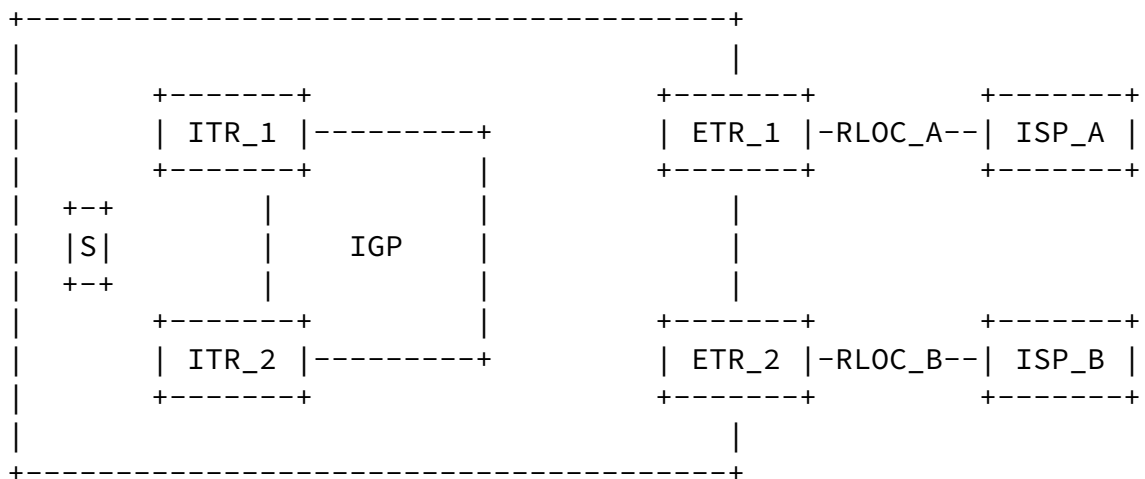 ITR_1 ETR_1 -RLOC_A-- ISP_A
S IGP
ITR_2 ETR_2 -RLOC_B-- ISP_B